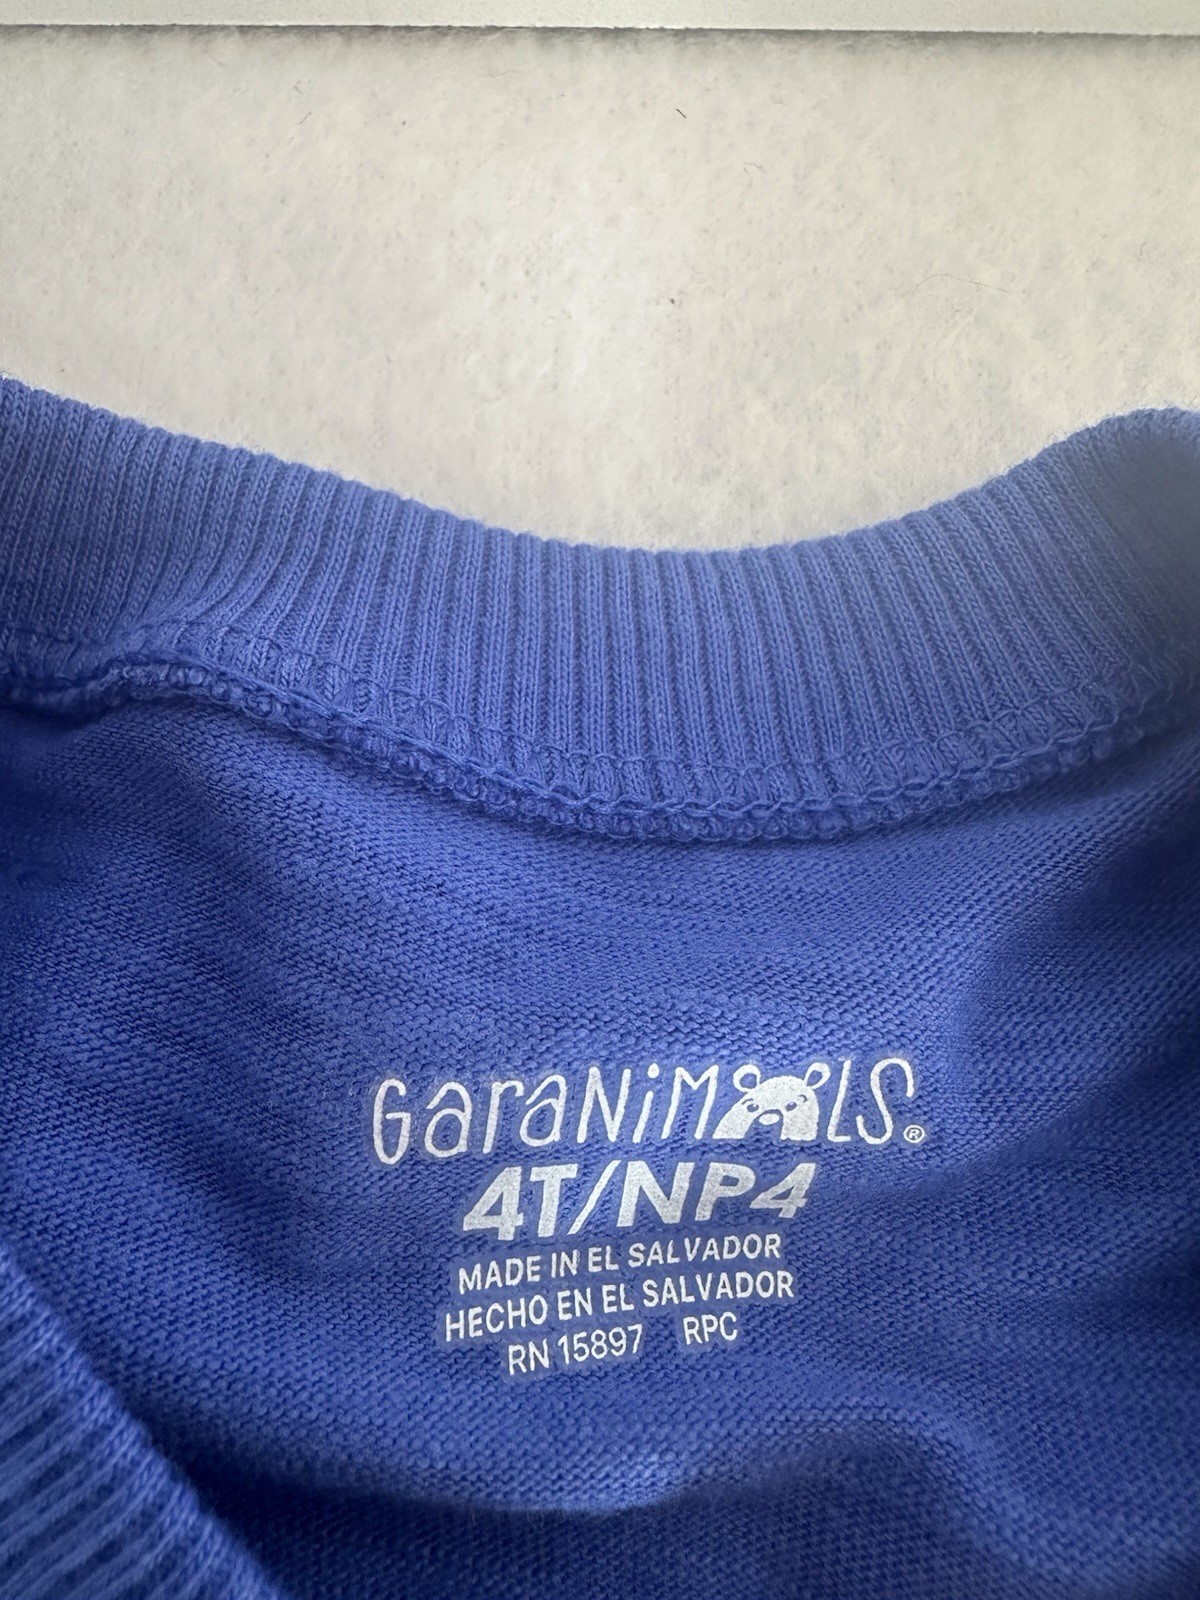 GaraNiMALS®
4T/NP4
MADE IN EL SALVADOR
HECHO EN EL SALVADOR
RN 15897 RPC